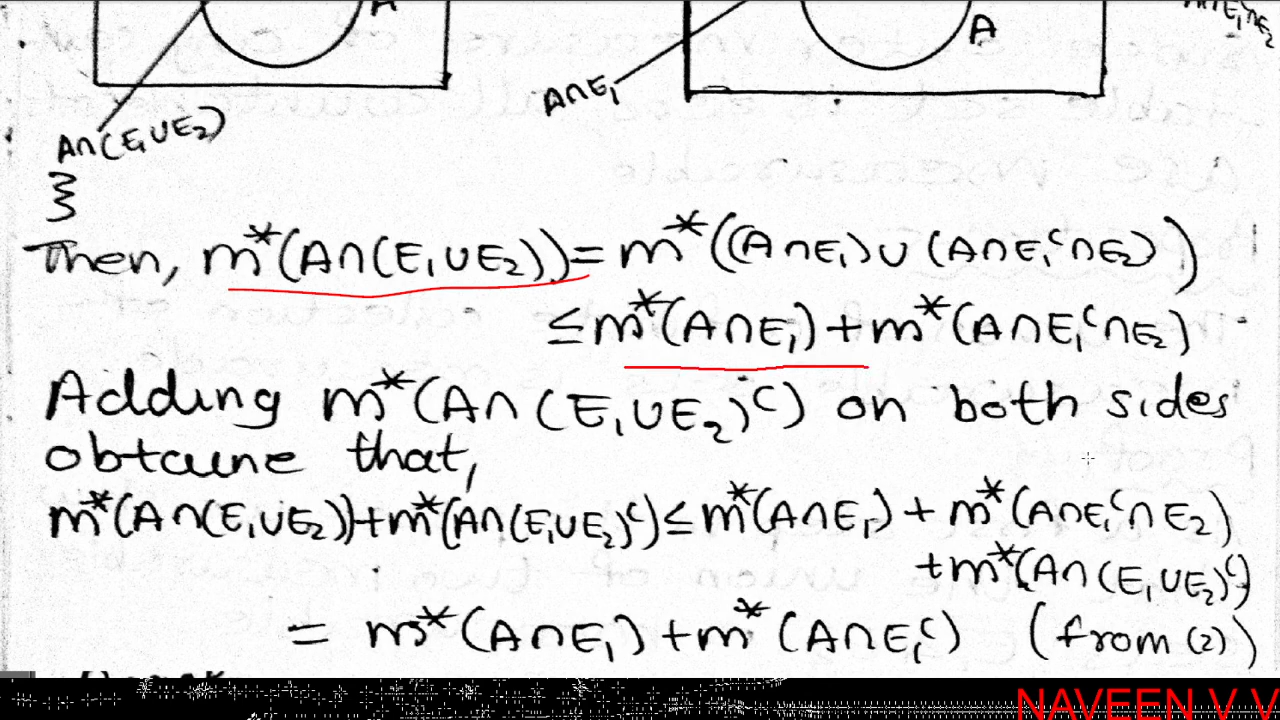 A
A
A∩E₁
A∩(E₁∪E₂)
}
Then, m*(A∩(E₁∪E₂)) = m*((A∩E₁)∪(A∩E₁ᶜ∩E₂))
≤ m*(A∩E₁) + m*(A∩E₁ᶜ∩E₂)
Adding m*(A∩(E₁∪E₂)ᶜ) on both sides
obtaine that,
m*(A∩(E₁∪E₂)) + m*(A∩(E₁∪E₂)ᶜ) ≤ m*(A∩E₁) + m*(A∩E₁ᶜ∩E₂)
+ m*(A∩(E₁∪E₂)ᶜ)
= m*(A∩E₁) + m*(A∩E₁ᶜ) (from (2))
NAVEEN V V